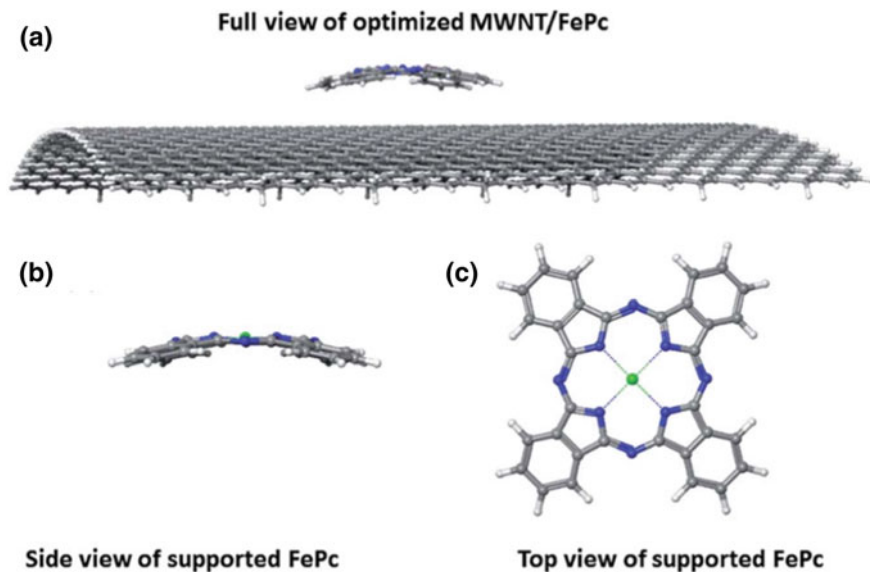 (a)
Full view of optimized MWNT/FePc
(b)
(c)
Side view of supported FePc
Top view of supported FePc